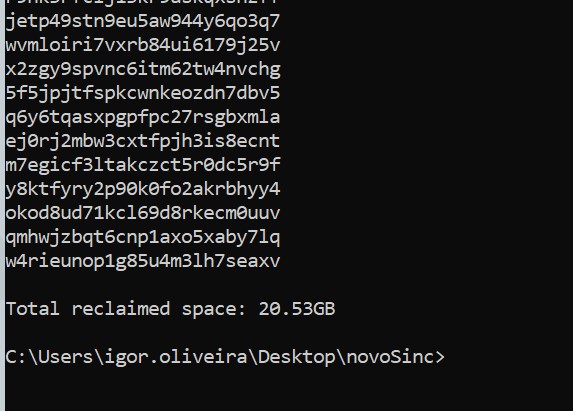 jetp49stn9eu5aw944y6qo3q7
wvmloiri7vxrb84ui6179j25v
x2zgy9spvnc6itm62tw4nvchg
5f5jpjtfspkcwnkeozdn7dbv5
q6y6tqasxpgpfpc27rsgbxmla
ej0rj2mbw3cxtfpjh3is8ecnt
m7egicf3ltakczct5r0dc5r9f
y8ktfyry2p90k0fo2akrbhyy4
okod8ud71kcl69d8rkecm0uuv
qmhwjzbqt6cnp1axo5xaby7lq
w4rieunop1g85u4m3lh7seaxv
Total reclaimed space: 20.53GB
C:\Users\igor.oliveira\Desktop\novoSinc>